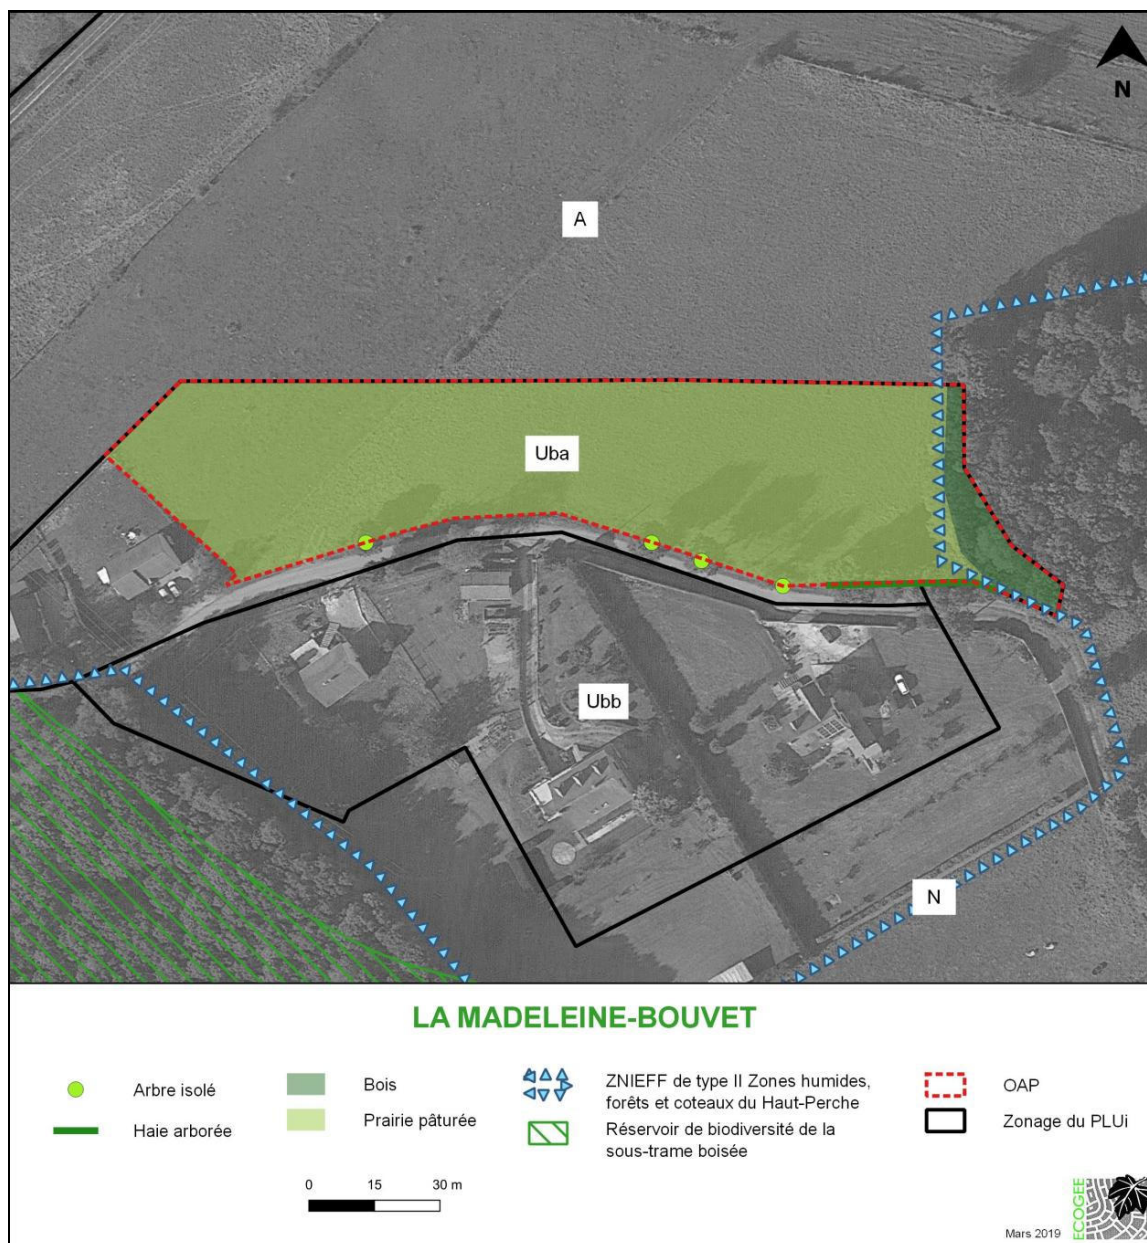 N
A
Uba
Ubb
N
LA MADELEINE-BOUVET
Arbre isolé
Haie arborée
Bois
Prairie pâturée
ZNIEFF de type II Zones humides,
forêts et coteaux du Haut-Perche
Réservoir de biodiversité de la
sous-trame boisée
OAP
Zonage du PLUi
0 15 30 m
Mars 2019
ECOGEE